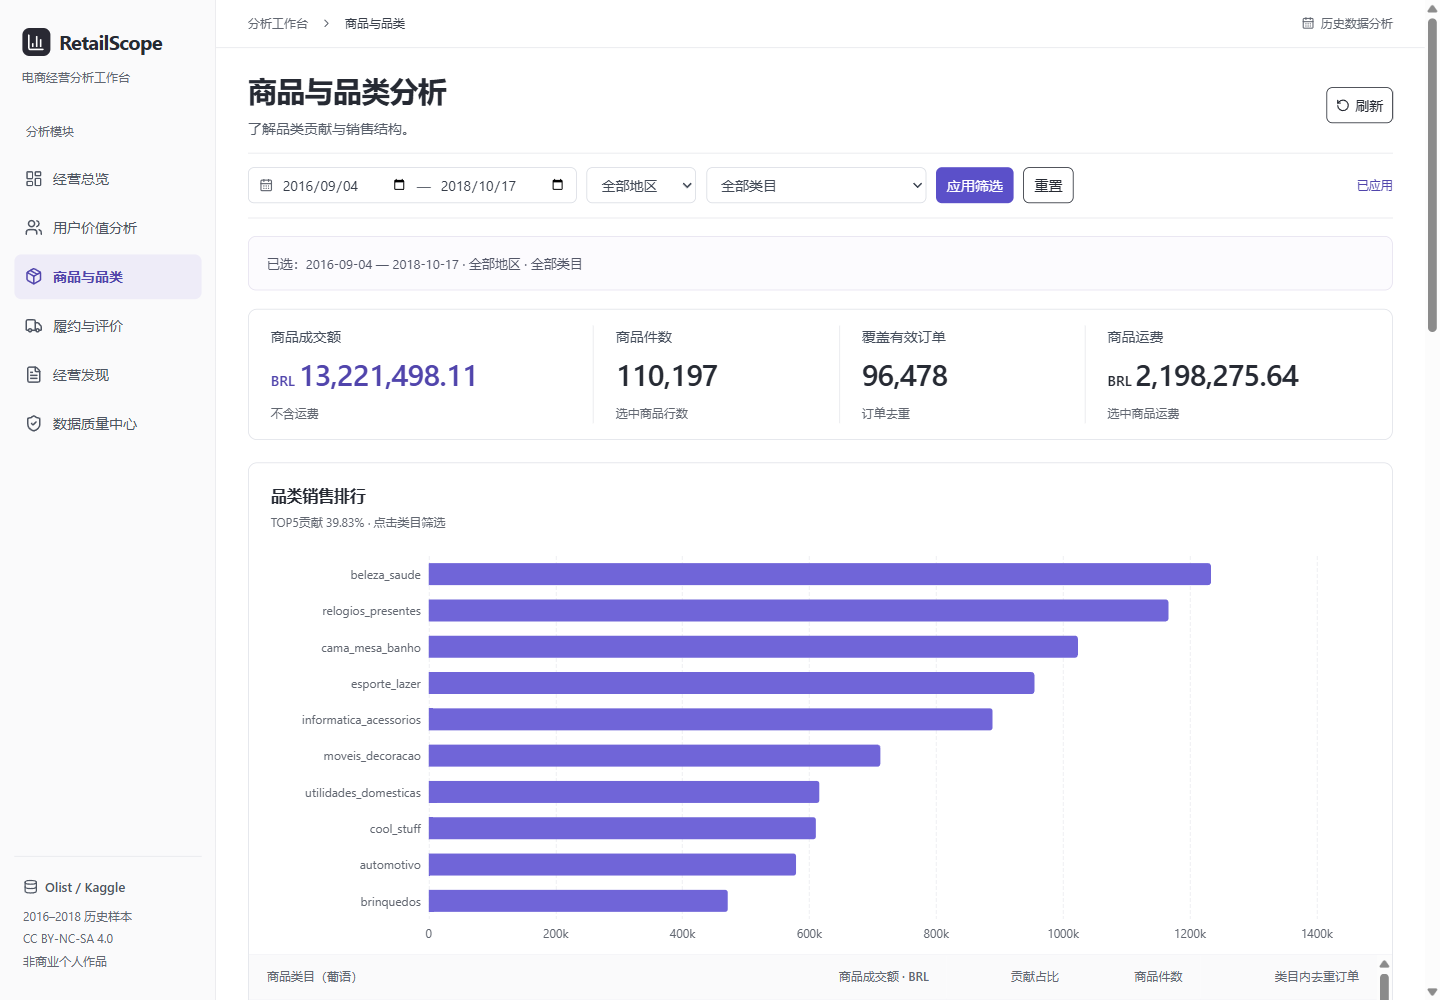 RetailScope
电商经营分析工作台
分析模块
经营总览
用户价值分析
商品与品类
履约与评价
经营发现
数据质量中心
Olist / Kaggle
2016–2018 历史样本
CC BY-NC-SA 4.0
非商业个人作品
分析工作台 > 商品与品类
历史数据分析
商品与品类分析
了解品类贡献与销售结构。
刷新
2016/09/04 — 2018/10/17 全部地区 全部类目 应用筛选 重置 已应用
已选：2016-09-04 — 2018-10-17 · 全部地区 · 全部类目
商品成交额 商品件数 覆盖有效订单 商品运费
BRL 13,221,498.11 110,197 96,478 BRL 2,198,275.64
不含运费 选中商品行数 订单去重 选中商品运费
品类销售排行
TOP5贡献 39.83% · 点击类目筛选
beleza_saude
relogios_presentes
cama_mesa_banho
esporte_lazer
informatica_acessorios
moveis_decoracao
utilidades_domesticas
cool_stuff
automotivo
brinquedos
0 200k 400k 600k 800k 1000k 1200k 1400k
商品类目（葡语） 商品成交额 · BRL 贡献占比 商品件数 类目内去重订单